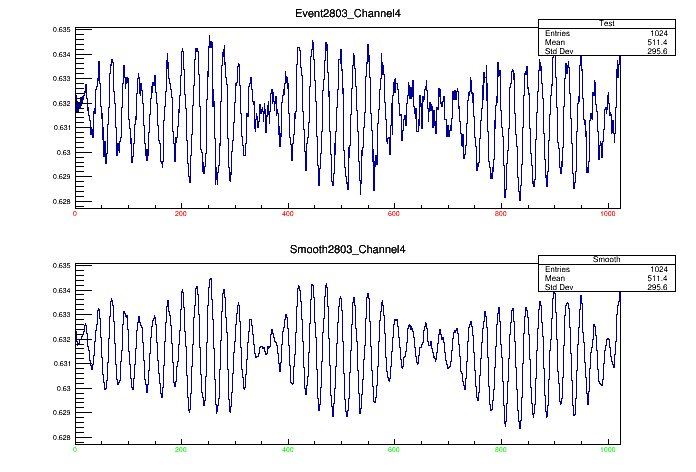 Event2803_Channel4
Test
Entries 1024
Mean 511.4
Std Dev 295.6
0.635
0.634
0.633
0.632
0.631
0.63
0.629
0.628
0 200 400 600 800 1000
Smooth2803_Channel4
Smooth
Entries 1024
Mean 511.4
Std Dev 295.6
0.635
0.634
0.633
0.632
0.631
0.63
0.629
0.628
0 200 400 600 800 1000